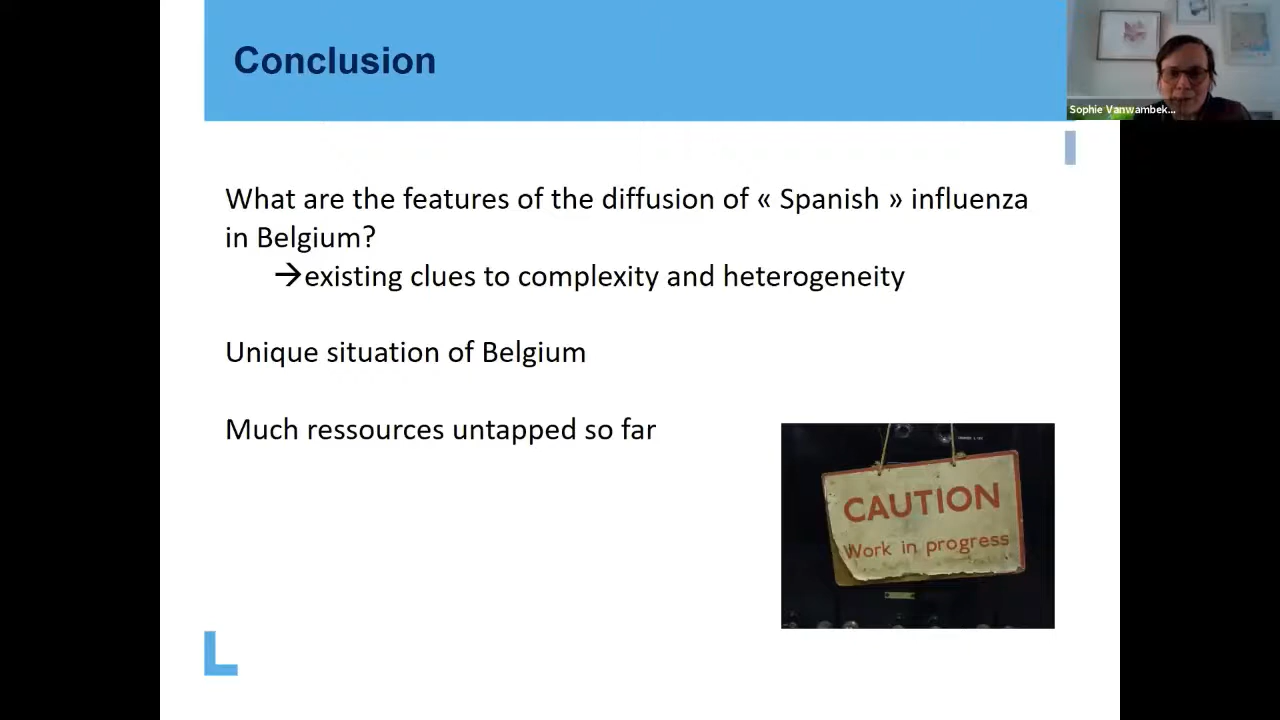 Conclusion
Sophie Vanwambek...
What are the features of the diffusion of « Spanish » influenza
in Belgium?
→existing clues to complexity and heterogeneity
Unique situation of Belgium
Much ressources untapped so far
CAUTION
Work in progress